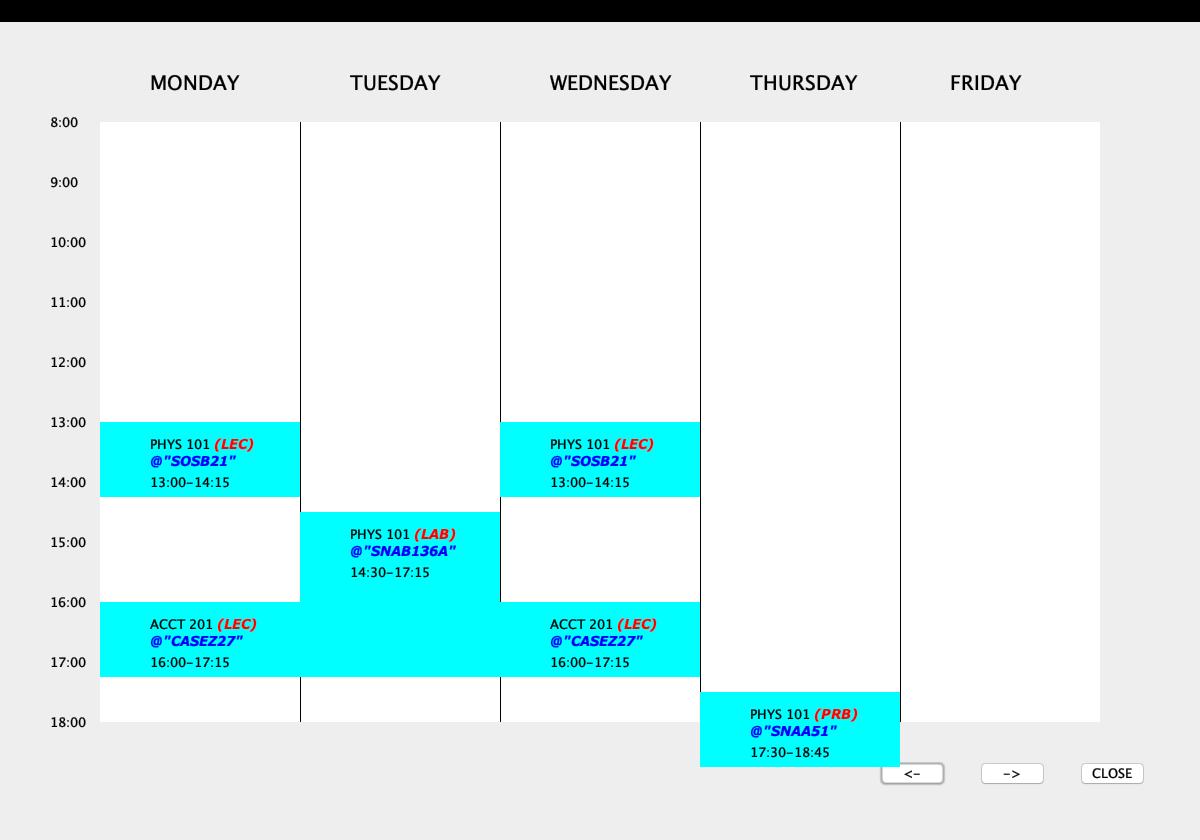 MONDAY TUESDAY WEDNESDAY THURSDAY FRIDAY
8:00
9:00
10:00
11:00
12:00
13:00
PHYS 101 (LEC)
@"SOSB21"
13:00-14:15
PHYS 101 (LEC)
@"SOSB21"
13:00-14:15
14:00
PHYS 101 (LAB)
@"SNAB136A"
14:30-17:15
15:00
16:00
ACCT 201 (LEC)
@"CASEZ27"
16:00-17:15
ACCT 201 (LEC)
@"CASEZ27"
16:00-17:15
17:00
PHYS 101 (PRB)
@"SNAA51"
17:30-18:45
18:00
<- -> CLOSE